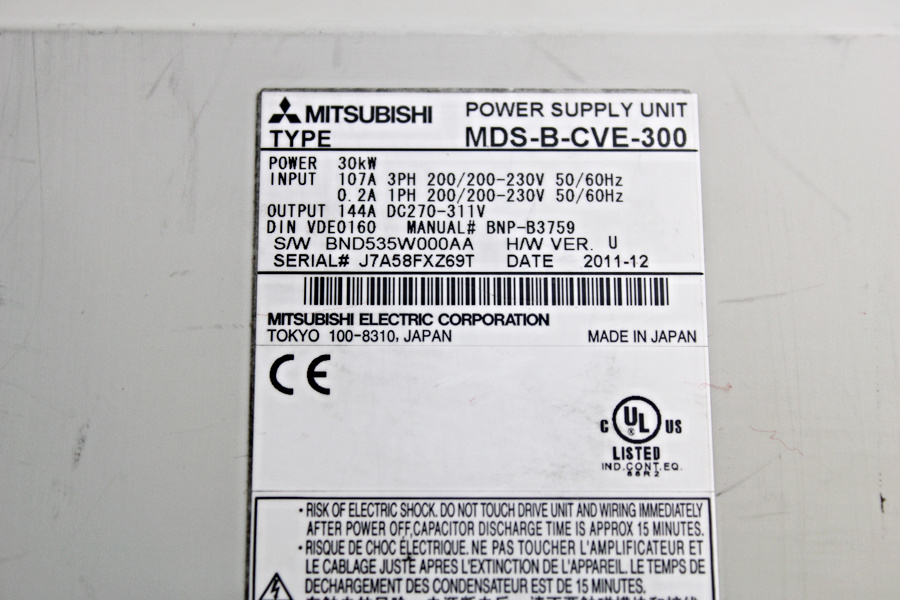 MITSUBISHI POWER SUPPLY UNIT
TYPE MDS-B-CVE-300
POWER 30kW
INPUT 107A 3PH 200/200-230V 50/60Hz
0.2A 1PH 200/200-230V 50/60Hz
OUTPUT 144A DC270-311V
DIN VDE0160 MANUAL# BNP-B3759
S/W BND535W000AA H/W VER. U
SERIAL# J7A58FXZ69T DATE 2011-12
MITSUBISHI ELECTRIC CORPORATION
TOKYO 100-8310, JAPAN MADE IN JAPAN
CE
C UL US
®
LISTED
IND.CONT.EQ.
66R2
• RISK OF ELECTRIC SHOCK. DO NOT TOUCH DRIVE UNIT AND WIRING IMMEDIATELY
AFTER POWER OFF,CAPACITOR DISCHARGE TIME IS APPROX 15 MINUTES.
• RISQUE DE CHOC ÉLECTRIQUE. NE PAS TOUCHER L'AMPLIFICATEUR ET
LE CABLAGE JUSTE APRES L'EXTINCTION DE L'APPAREIL. LE TEMPS DE
DECHARGEMENT DES CONDENSATEUR EST DE 15 MINUTES.